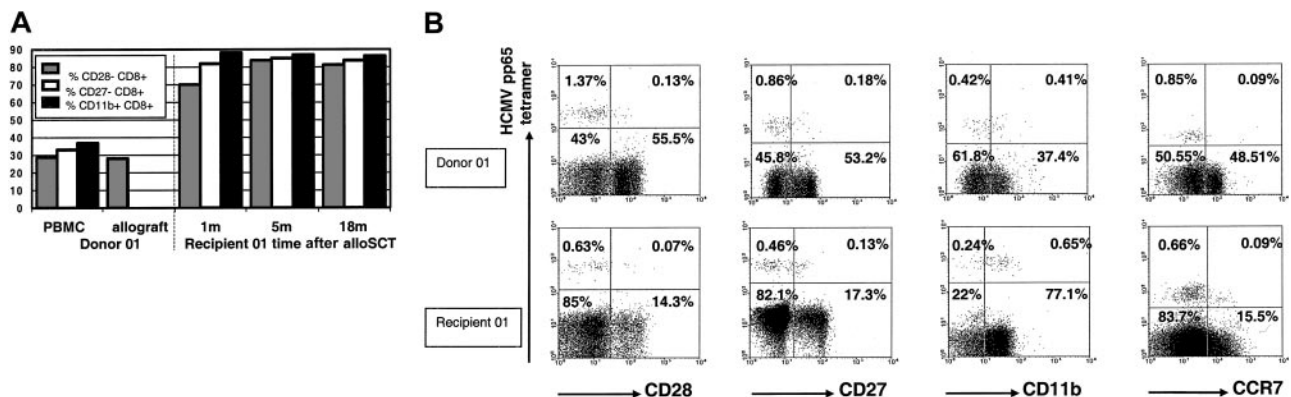 A
90
80
70
60
50
40
30
20
10
0
% CD28- CD8+
% CD27- CD8+
% CD11b+ CD8+
PBMC allograft 1m 5m 18m
Donor 01 Recipient 01 time after alloSCT
B
HCMV pp65
tetramer
Donor 01
1.37% 0.13%
43% 55.5%
0.86% 0.18%
45.8% 53.2%
0.42% 0.41%
61.8% 37.4%
0.85% 0.09%
50.55% 48.51%
Recipient 01
0.63% 0.07%
85% 14.3%
0.46% 0.13%
82.1% 17.3%
0.24% 0.65%
22% 77.1%
0.66% 0.09%
83.7% 15.5%
CD28 CD27 CD11b CCR7